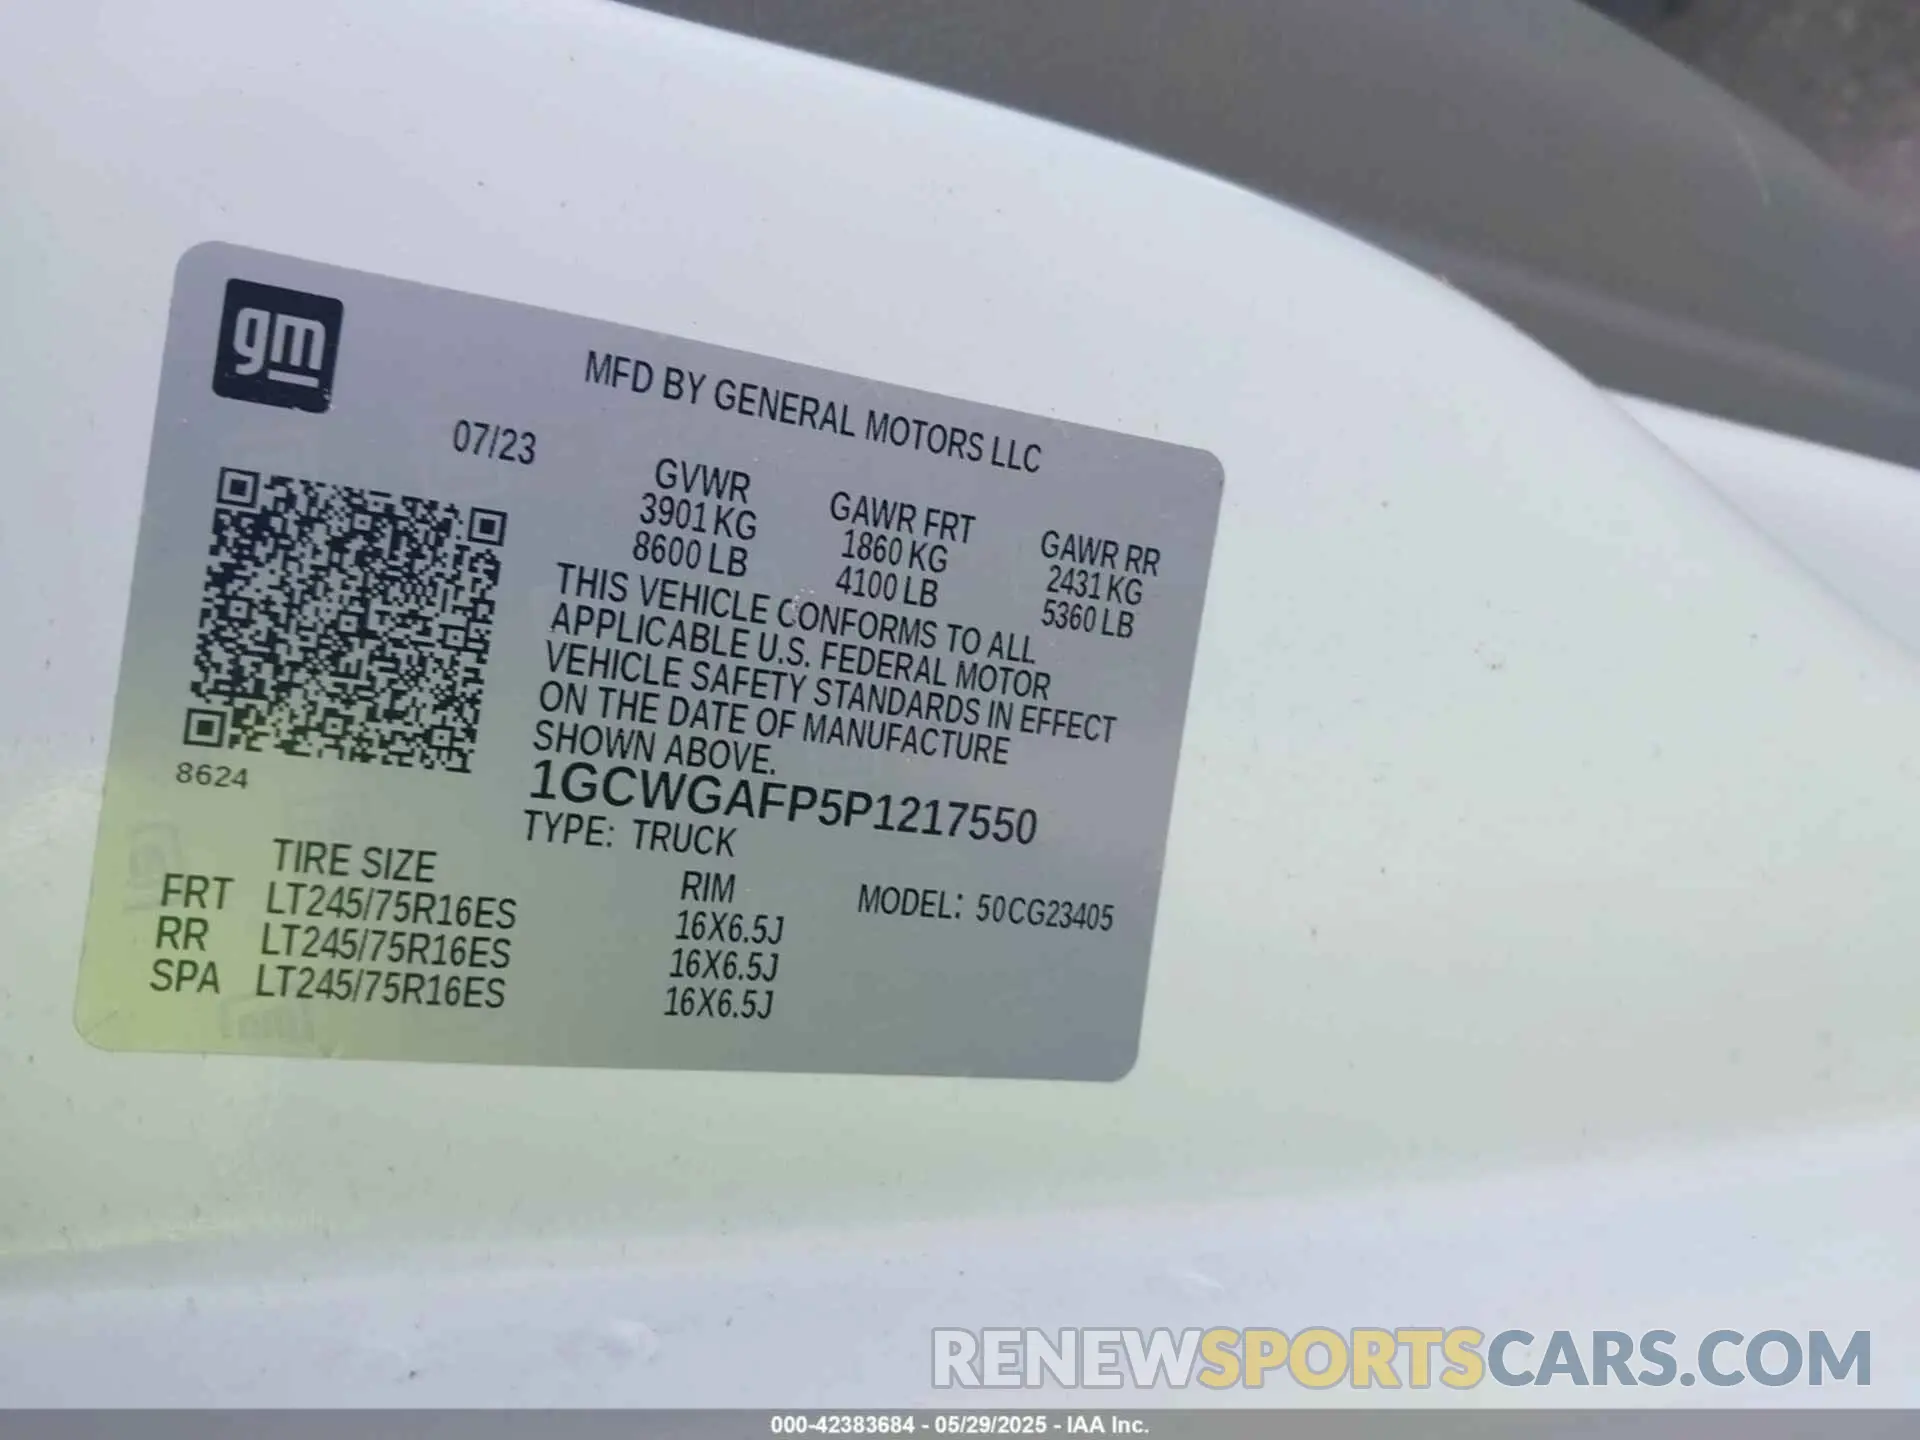 gm
MFD BY GENERAL MOTORS LLC
07/23
GVWR GAWR FRT GAWR RR
3901 KG 1860 KG 2431 KG
8600 LB 4100 LB 5360 LB
THIS VEHICLE CONFORMS TO ALL
APPLICABLE U.S. FEDERAL MOTOR
VEHICLE SAFETY STANDARDS IN EFFECT
ON THE DATE OF MANUFACTURE
SHOWN ABOVE.
8624
1GCWGAFP5P1217550
TYPE: TRUCK
TIRE SIZE RIM MODEL: 50CG23405
FRT LT245/75R16ES 16X6.5J
RR LT245/75R16ES 16X6.5J
SPA LT245/75R16ES 16X6.5J
RENEWSPORTSCARS.COM
000-42383684 - 05/29/2025 - IAA Inc.